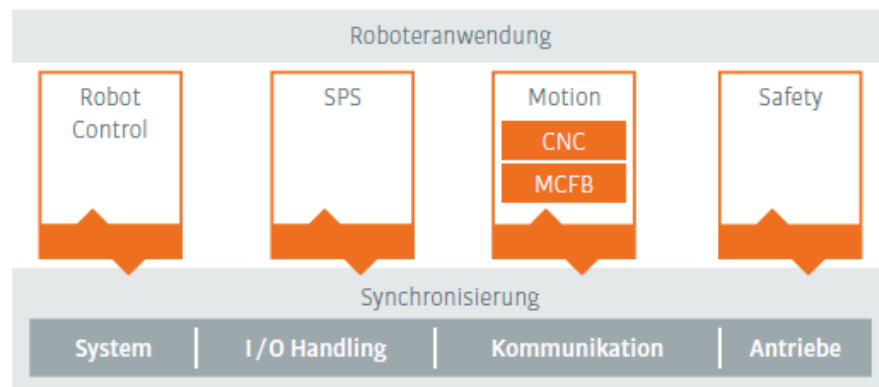 Roboteranwendung
Robot
Control
SPS
Motion
CNC
MCFB
Safety
Synchronisierung
System
I/O Handling
Kommunikation
Antriebe